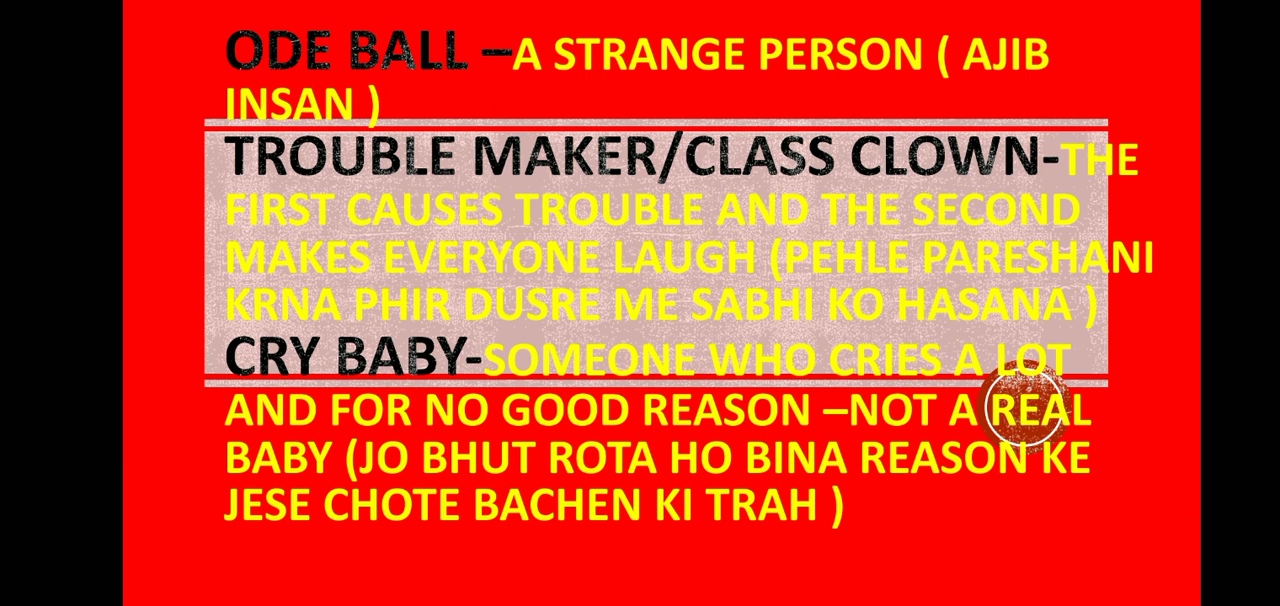 ODE BALL –A STRANGE PERSON ( AJIB
INSAN )
TROUBLE MAKER/CLASS CLOWN-THE
FIRST CAUSES TROUBLE AND THE SECOND
MAKES EVERYONE LAUGH (PEHLE PARESHANI
KRNA PHIR DUSRE ME SABHI KO HASANA )
CRY BABY-SOMEONE WHO CRIES A LOT
AND FOR NO GOOD REASON –NOT A REAL
BABY (JO BHUT ROTA HO BINA REASON KE
JESE CHOTE BACHEN KI TRAH )